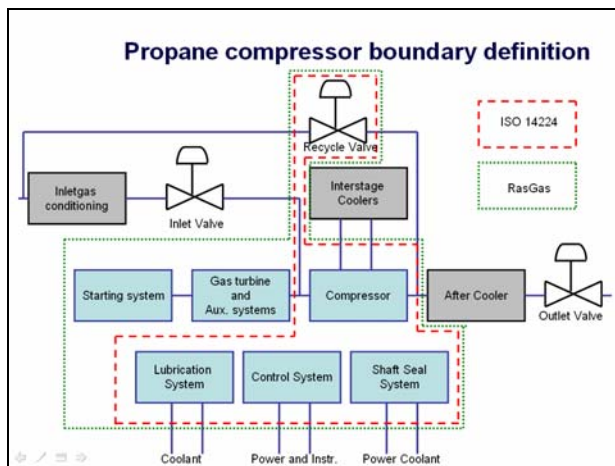 Propane compressor boundary definition
ISO 14224
Recycle Valve
RasGas
Inletgas
conditioning
Inlet Valve
Interstage
Coolers
Starting system
Gas turbine
and
Aux. systems
Compressor
After Cooler
Outlet Valve
Lubrication
System
Control System
Shaft Seal
System
Coolant
Power and Instr.
Power Coolant